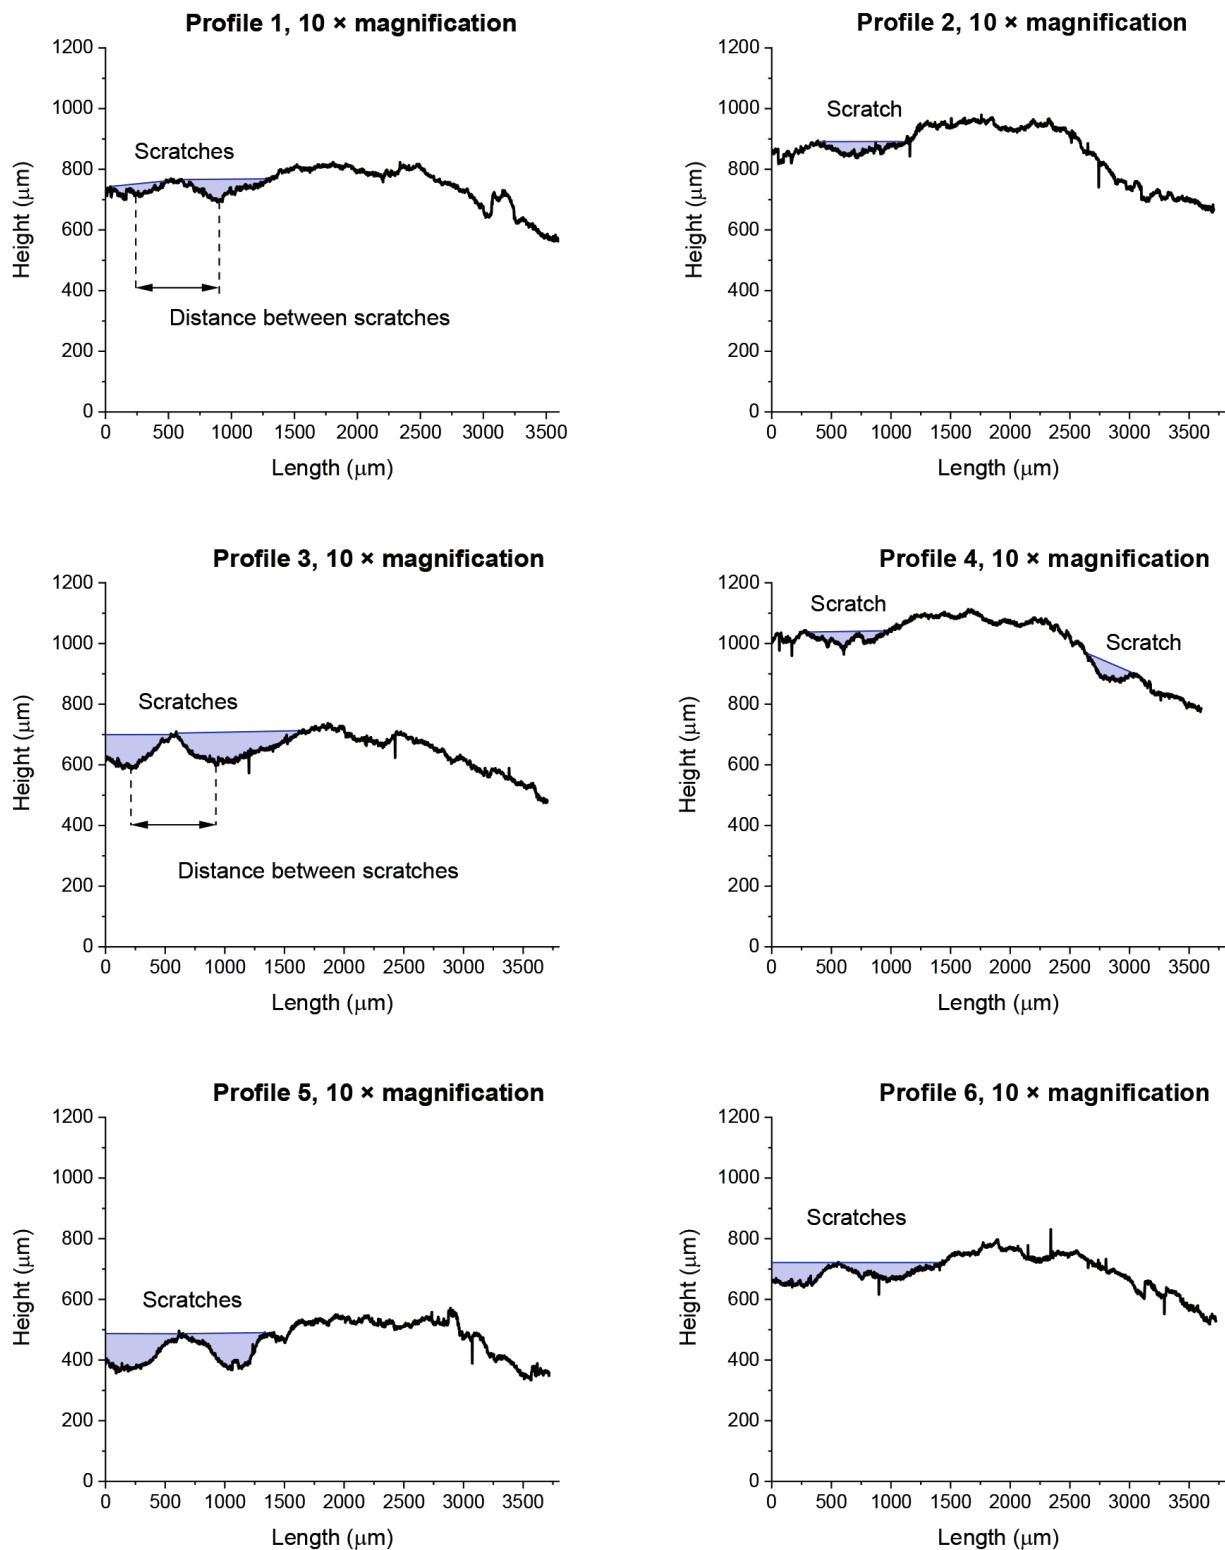 Profile 1, 10 × magnification
1200
1000
800
600
400
200
0
Height (μm)
Scratches
Distance between scratches
0 500 1000 1500 2000 2500 3000 3500
Length (μm)
Profile 2, 10 × magnification
1200
1000
800
600
400
200
0
Height (μm)
Scratch
0 500 1000 1500 2000 2500 3000 3500
Length (μm)
Profile 3, 10 × magnification
1200
1000
800
600
400
200
0
Height (μm)
Scratches
Distance between scratches
0 500 1000 1500 2000 2500 3000 3500
Length (μm)
Profile 4, 10 × magnification
1200
1000
800
600
400
200
0
Height (μm)
Scratch
Scratch
0 500 1000 1500 2000 2500 3000 3500
Length (μm)
Profile 5, 10 × magnification
1200
1000
800
600
400
200
0
Height (μm)
Scratches
0 500 1000 1500 2000 2500 3000 3500
Length (μm)
Profile 6, 10 × magnification
1200
1000
800
600
400
200
0
Height (μm)
Scratches
0 500 1000 1500 2000 2500 3000 3500
Length (μm)